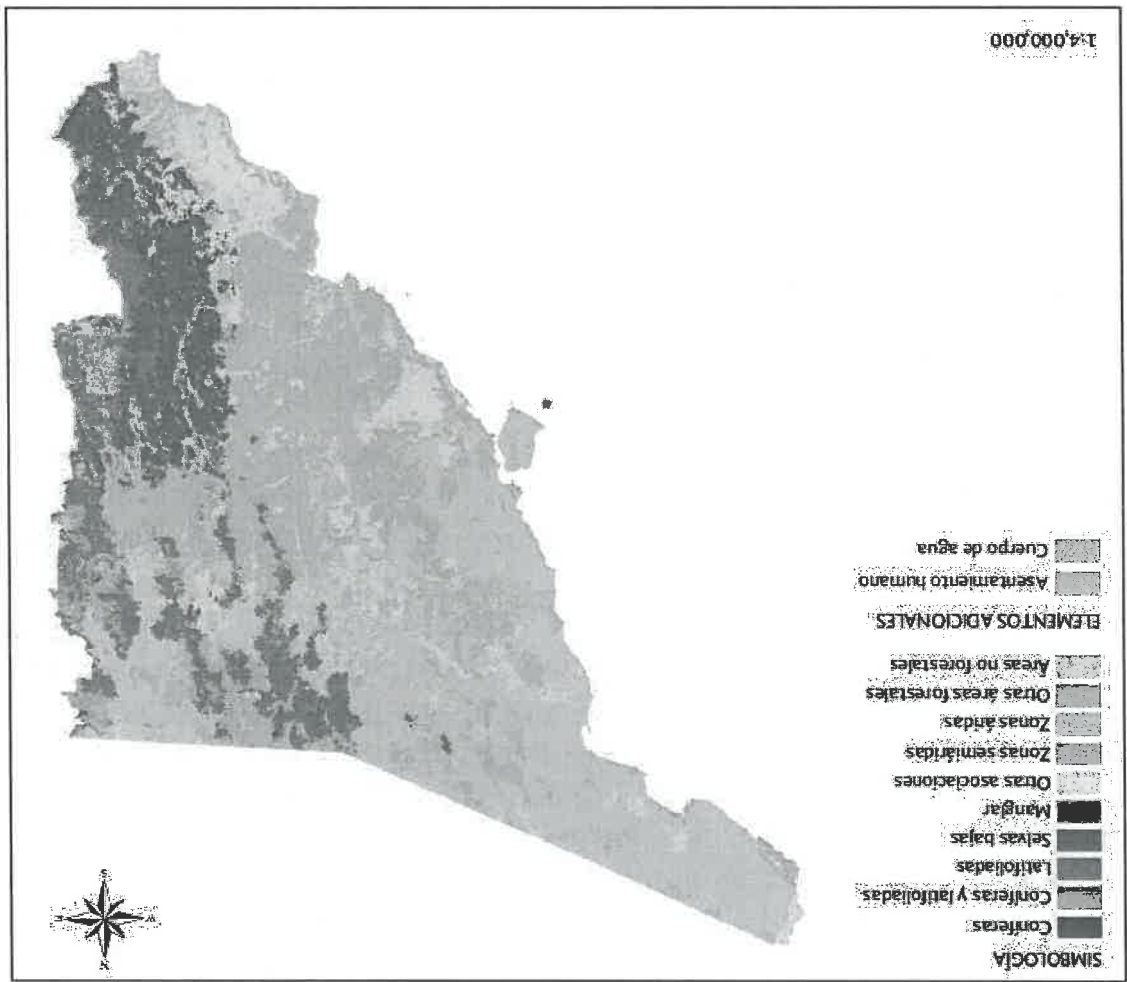 SIMBOLOGÍA
Coníferas
Coníferas y latifoliadas
Latifoliadas
Selvas bajas
Manglar
Otras asociaciones
Zonas semiáridas
Zonas áridas
Otras áreas forestales
Áreas no forestales
ELEMENTOS ADICIONALES
Asentamiento humano
Cuerpo de agua
1:4,000,000
N
W
E
S